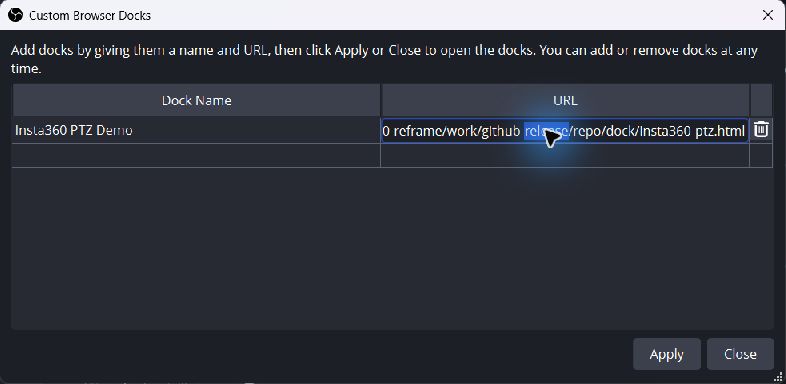 Custom Browser Docks
Add docks by giving them a name and URL, then click Apply or Close to open the docks. You can add or remove docks at any
time.
Dock Name URL
Insta360 PTZ Demo 0 reframe/work/github release/repo/dock/insta360 ptz.html
Apply Close